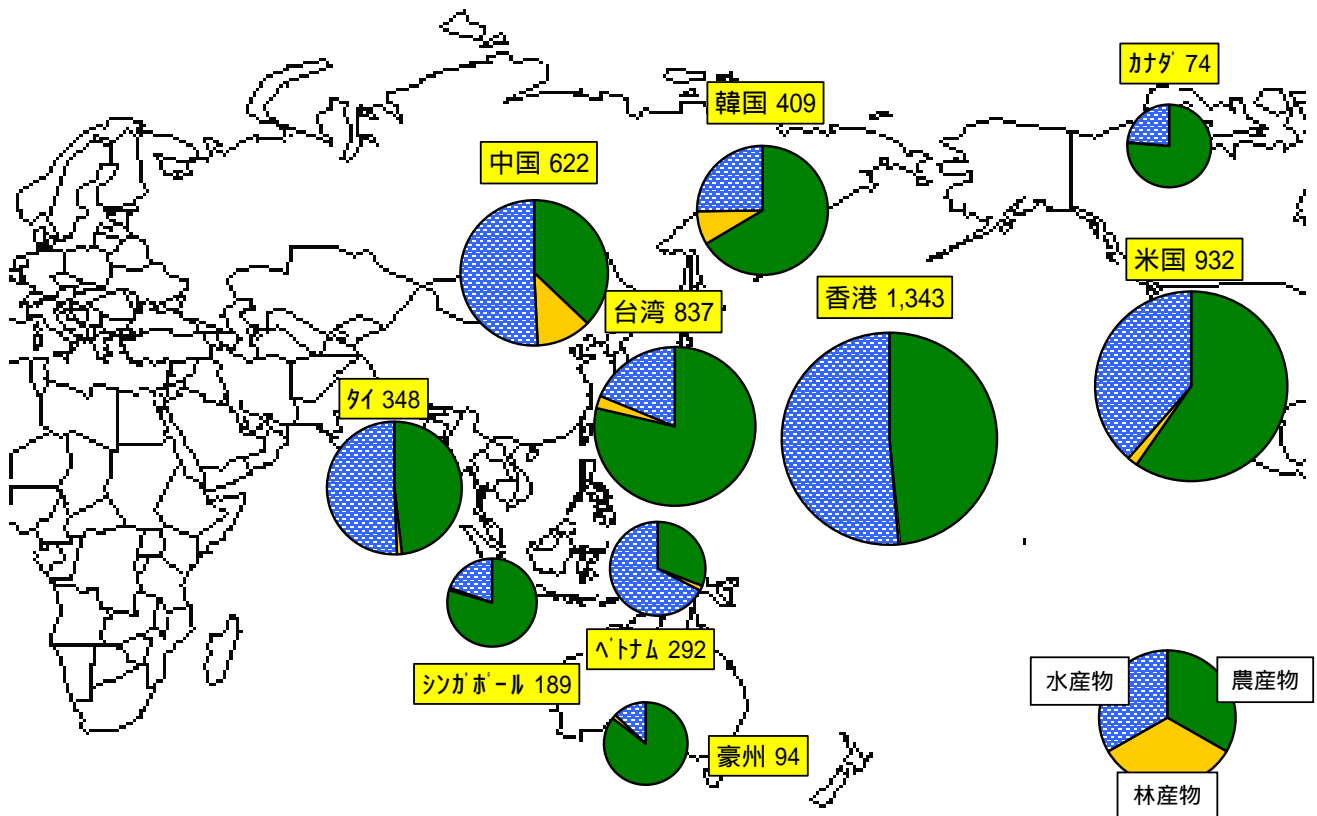 カナダ 74
韓国 409
中国 622
米国 932
香港 1,343
台湾 837
タイ 348
ベトナム 292
シンガポール 189
豪州 94
水産物
農産物
林産物